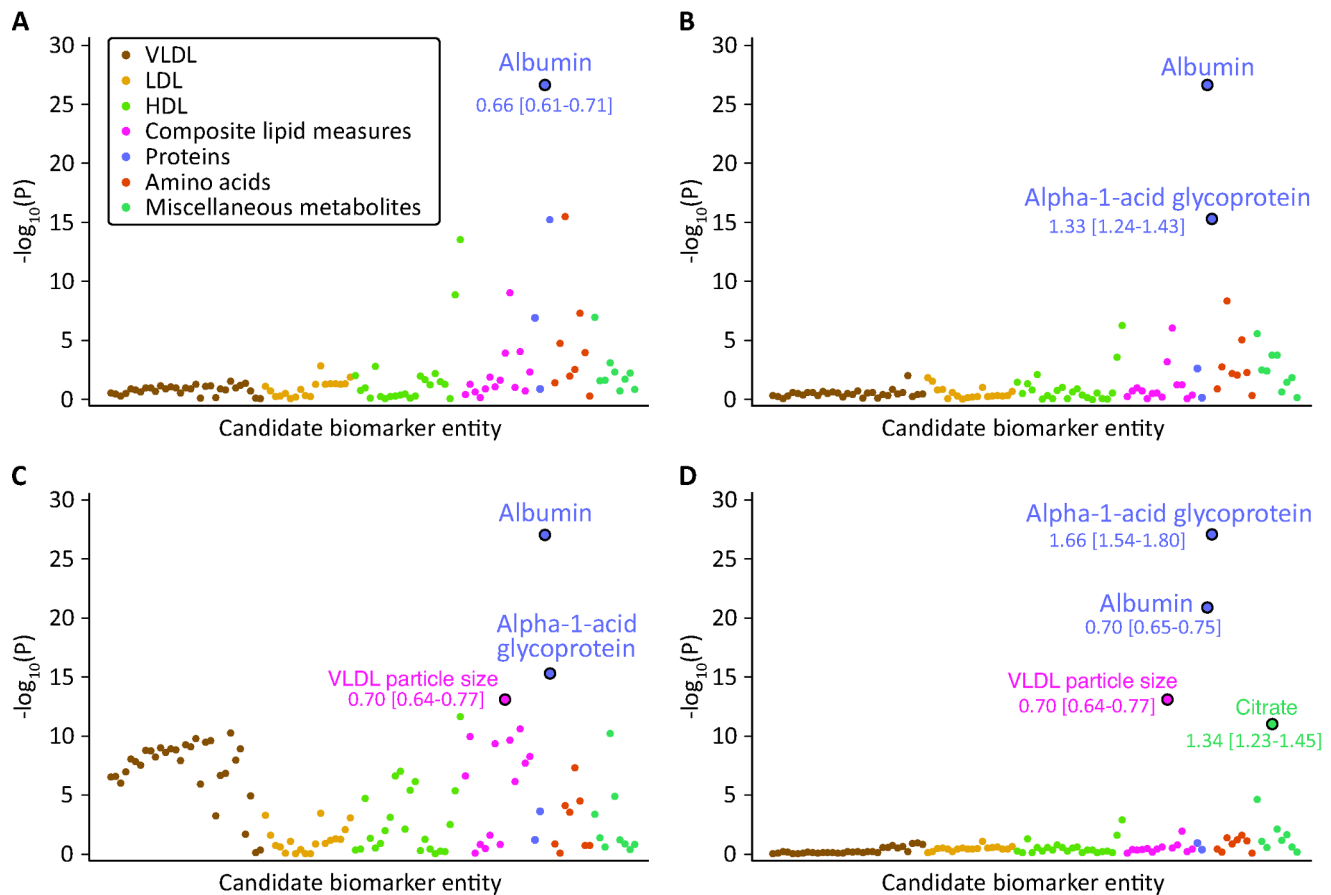 A
30
25
20
15
10
5
0
-log10(P)
VLDL
LDL
HDL
Composite lipid measures
Proteins
Amino acids
Miscellaneous metabolites
Albumin
0.66 [0.61-0.71]
Candidate biomarker entity
B
30
25
20
15
10
5
0
-log10(P)
Albumin
Alpha-1-acid glycoprotein
1.33 [1.24-1.43]
Candidate biomarker entity
C
30
25
20
15
10
5
0
-log10(P)
Albumin
Alpha-1-acid
glycoprotein
VLDL particle size
0.70 [0.64-0.77]
Candidate biomarker entity
D
30
25
20
15
10
5
0
-log10(P)
Alpha-1-acid glycoprotein
1.66 [1.54-1.80]
Albumin
0.70 [0.65-0.75]
VLDL particle size
0.70 [0.64-0.77]
Citrate
1.34 [1.23-1.45]
Candidate biomarker entity